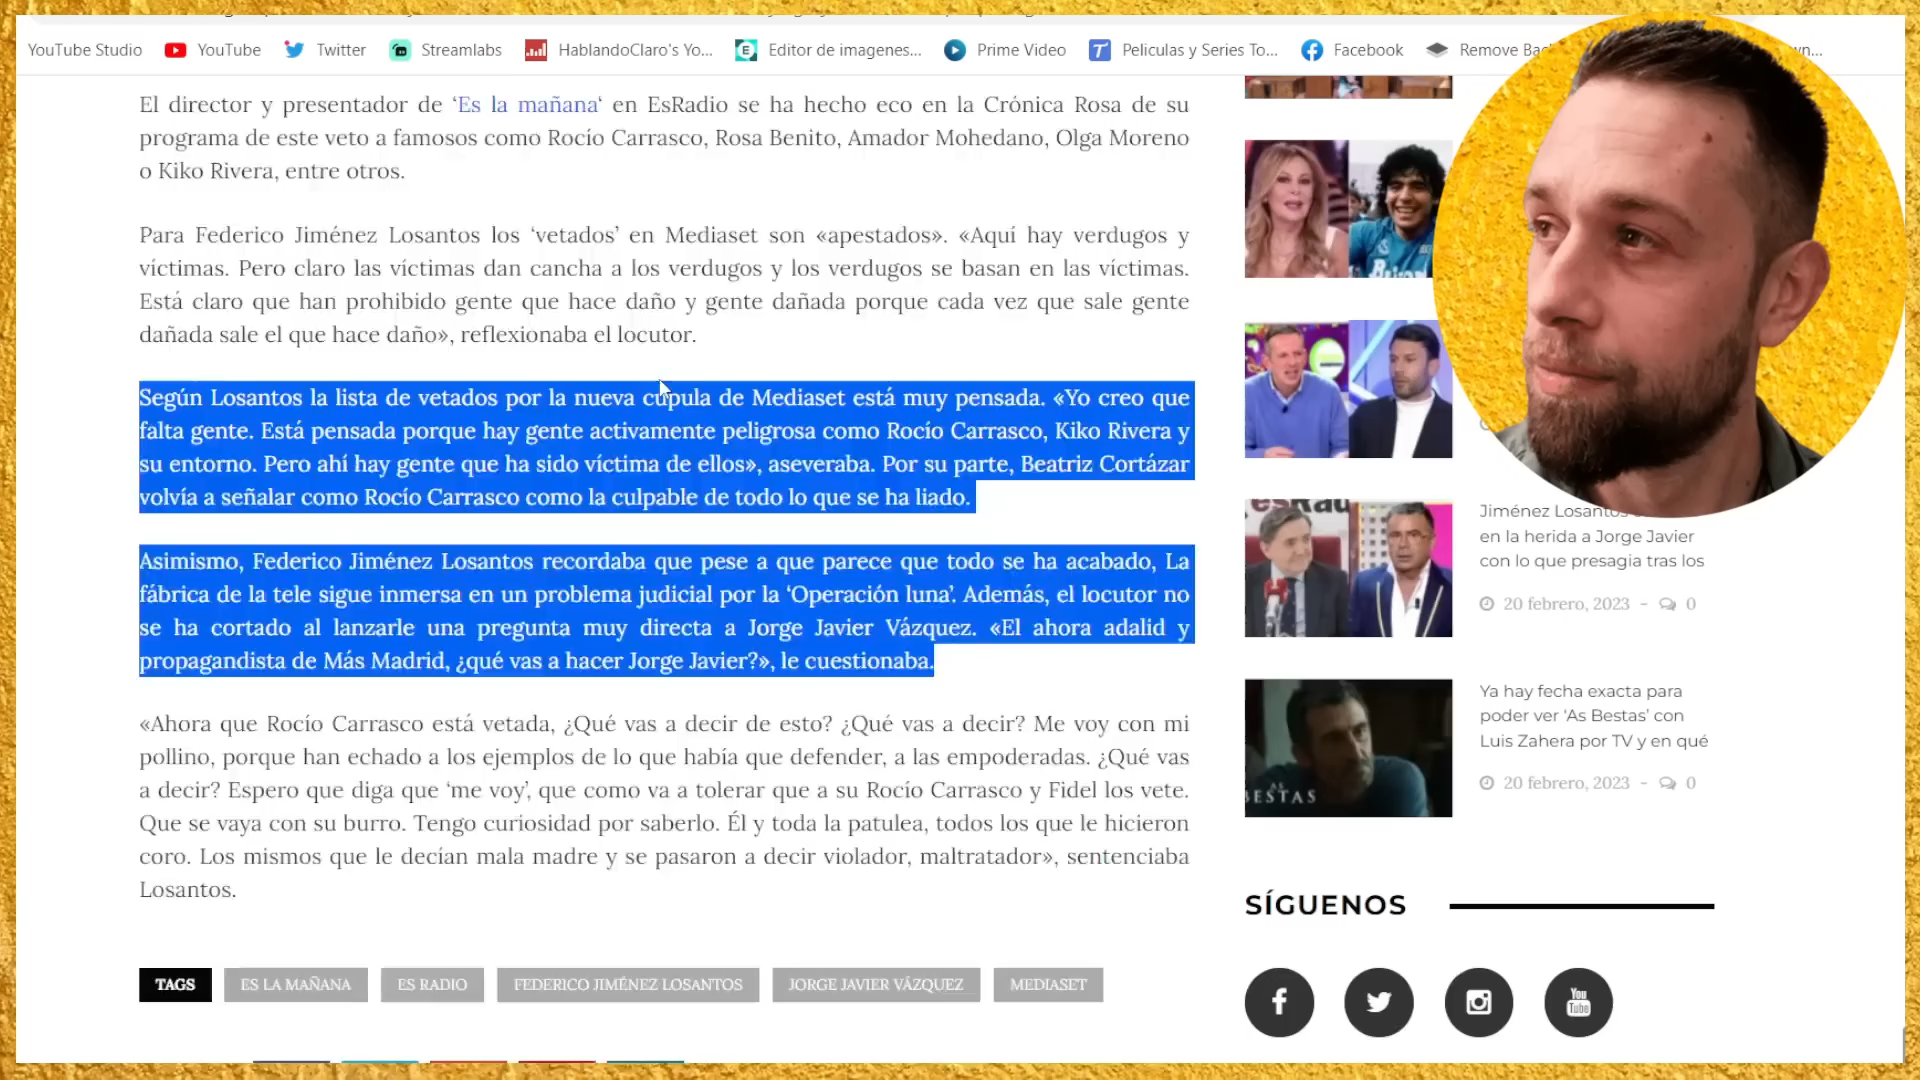 YouTube Studio
YouTube
Twitter
Streamlabs
HablandoClaro's Yo...
Editor de imagenes...
Prime Video
Peliculas y Series To...
Facebook
Remove
El director y presentador de ‘Es la mañana‘ en EsRadio se ha hecho eco en la Crónica Rosa de su
programa de este veto a famosos como Rocío Carrasco, Rosa Benito, Amador Mohedano, Olga Moreno
o Kiko Rivera, entre otros.
Para Federico Jiménez Losantos los ‘vetados’ en Mediaset son «apestados». «Aquí hay verdugos y
víctimas. Pero claro las víctimas dan cancha a los verdugos y los verdugos se basan en las víctimas.
Está claro que han prohibido gente que hace daño y gente dañada porque cada vez que sale gente
dañada sale el que hace daño», reflexionaba el locutor.
Según Losantos la lista de vetados por la nueva cúpula de Mediaset está muy pensada. «Yo creo que
falta gente. Está pensada porque hay gente activamente peligrosa como Rocío Carrasco, Kiko Rivera y
su entorno. Pero ahí hay gente que ha sido víctima de ellos», aseveraba. Por su parte, Beatriz Cortázar
volvía a señalar como Rocío Carrasco como la culpable de todo lo que se ha liado.
Asimismo, Federico Jiménez Losantos recordaba que pese a que parece que todo se ha acabado, La
fábrica de la tele sigue inmersa en un problema judicial por la ‘Operación luna’. Además, el locutor no
se ha cortado al lanzarle una pregunta muy directa a Jorge Javier Vázquez. «El ahora adalid y
propagandista de Más Madrid, ¿qué vas a hacer Jorge Javier?», le cuestionaba.
«Ahora que Rocío Carrasco está vetada, ¿Qué vas a decir de esto? ¿Qué vas a decir? Me voy con mi
pollino, porque han echado a los ejemplos de lo que había que defender, a las empoderadas. ¿Qué vas
a decir? Espero que diga que ‘me voy’, que como va a tolerar que a su Rocío Carrasco y Fidel los vete.
Que se vaya con su burro. Tengo curiosidad por saberlo. Él y toda la patulea, todos los que le hicieron
coro. Los mismos que le decían mala madre y se pasaron a decir violador, maltratador», sentenciaba
Losantos.
TAGS
ES LA MAÑANA
ES RADIO
FEDERICO JIMÉNEZ LOSANTOS
JORGE JAVIER VÁZQUEZ
MEDIASET
Jiménez Losantos
en la herida a Jorge Javier
con lo que presagia tras los
20 febrero, 2023 - 0
Ya hay fecha exacta para
poder ver ‘As Bestas’ con
Luis Zahera por TV y en qué
20 febrero, 2023 - 0
AS
BESTAS
SÍGUENOS
You
Tube